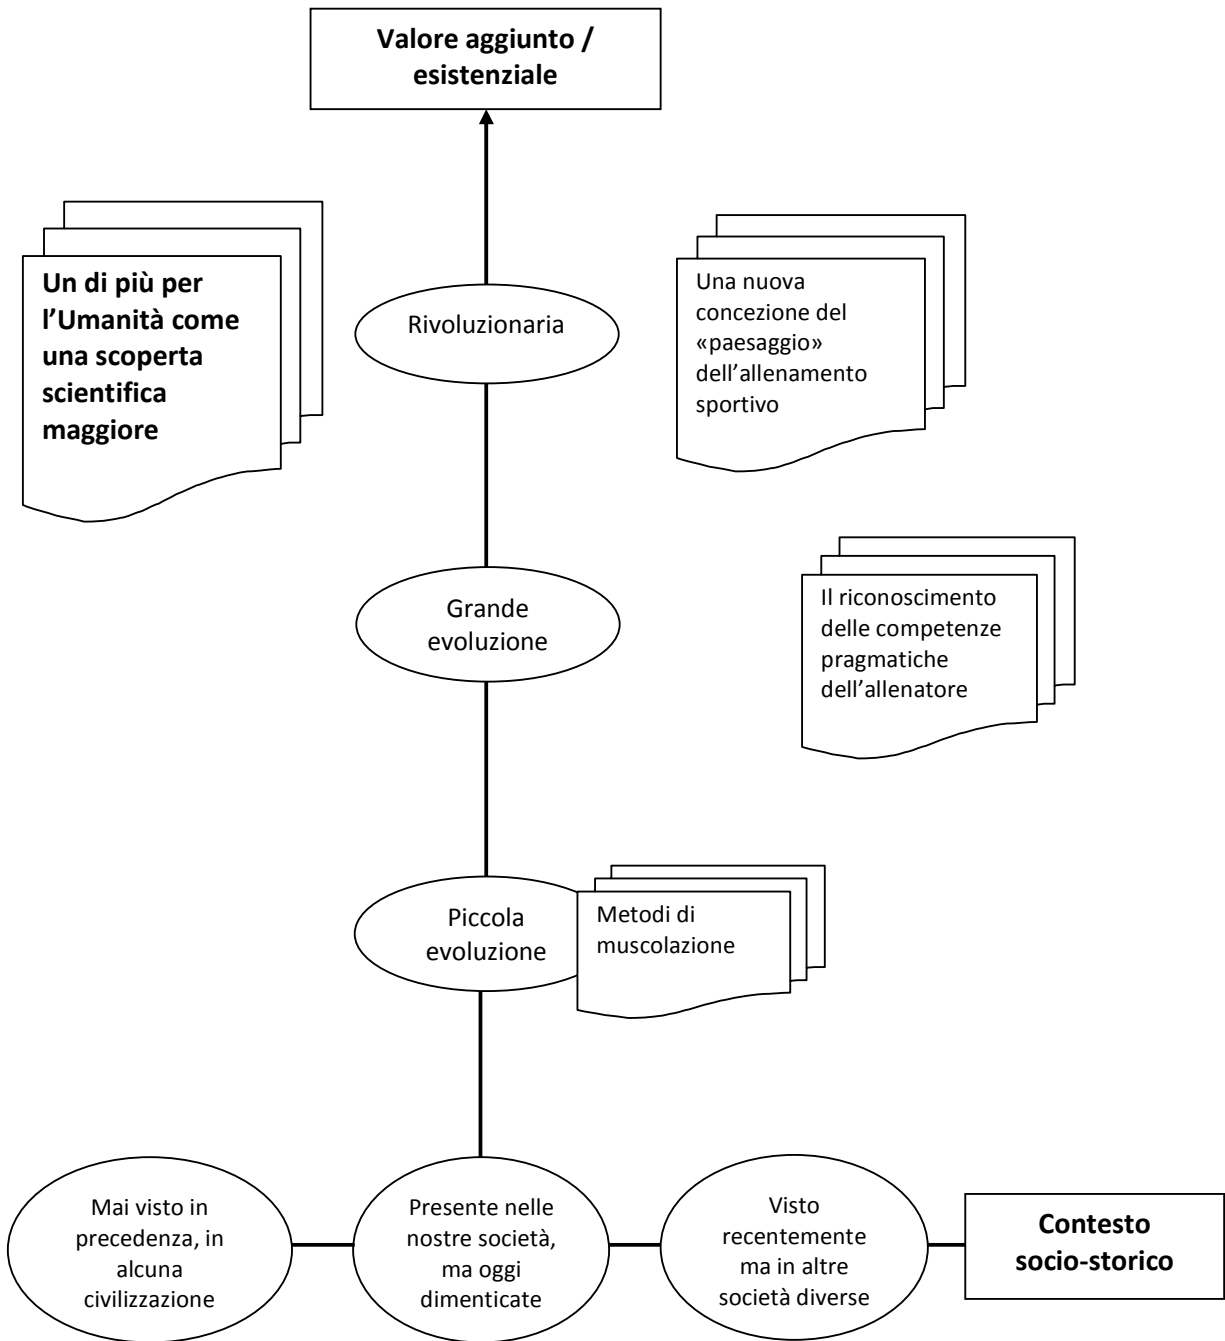 Valore aggiunto /
esistenziale
Un di più per
l’Umanità come
una scoperta
scientifica
maggiore
Rivoluzionaria
Una nuova
concezione del
«paesaggio»
dell’allenamento
sportivo
Grande
evoluzione
Il riconoscimento
delle competenze
pragmatiche
dell’allenatore
Piccola
evoluzione
Metodi di
muscolazione
Mai visto in
precedenza, in
alcuna
civilizzazione
Presente nelle
nostre società,
ma oggi
dimenticate
Visto
recentemente
ma in altre
società diverse
Contesto
socio-storico